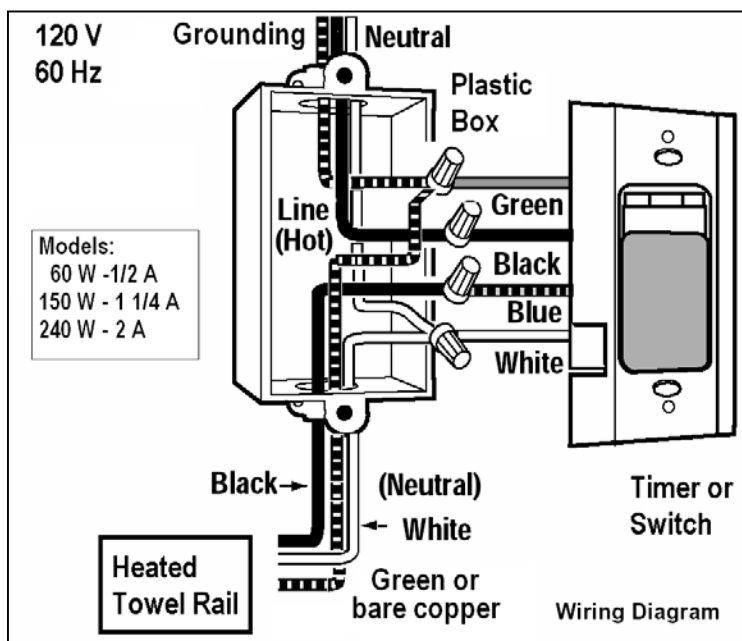 120 V
60 Hz
Grounding
Neutral
Plastic
Box
Green
Line
(Hot)
Black
Blue
White
Models:
60 W -1/2 A
150 W - 1 1/4 A
240 W - 2 A
Black
(Neutral)
White
Timer or
Switch
Heated
Towel Rail
Green or
bare copper
Wiring Diagram